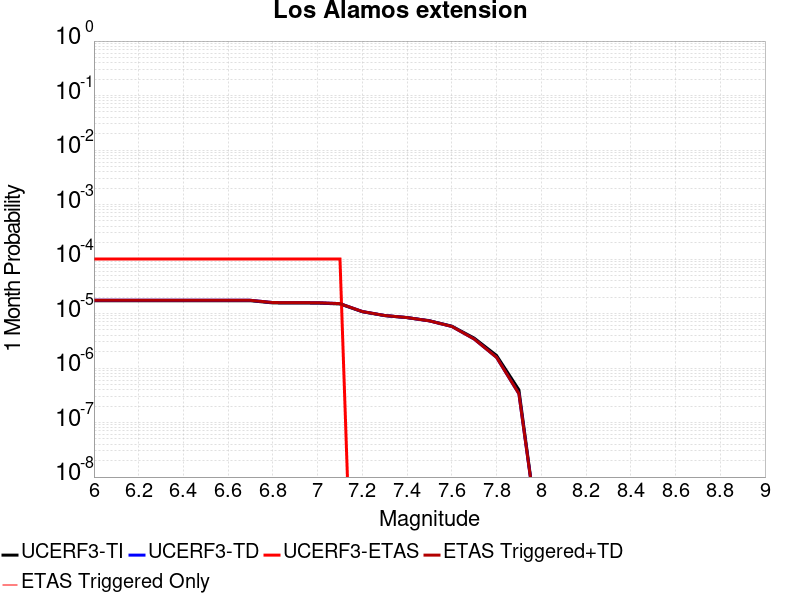 Los Alamos extension
10^0
10^-1
10^-2
10^-3
10^-4
10^-5
10^-6
10^-7
10^-8
1 Month Probability
6 6.2 6.4 6.6 6.8 7 7.2 7.4 7.6 7.8 8 8.2 8.4 8.6 8.8 9
Magnitude
UCERF3-TI UCERF3-TD UCERF3-ETAS ETAS Triggered+TD
ETAS Triggered Only